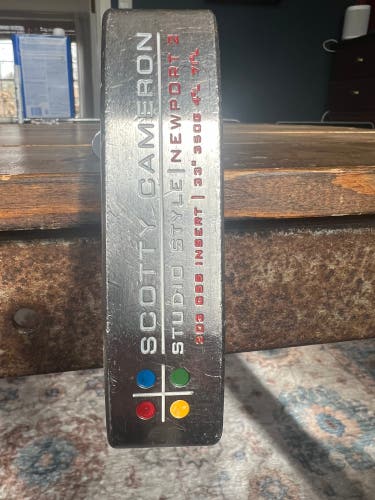 SCOTTY CAMERON
STUDIO STYLE | NEWPORT 2
303 GSS INSERT | 33" 350G 4°L 71°L